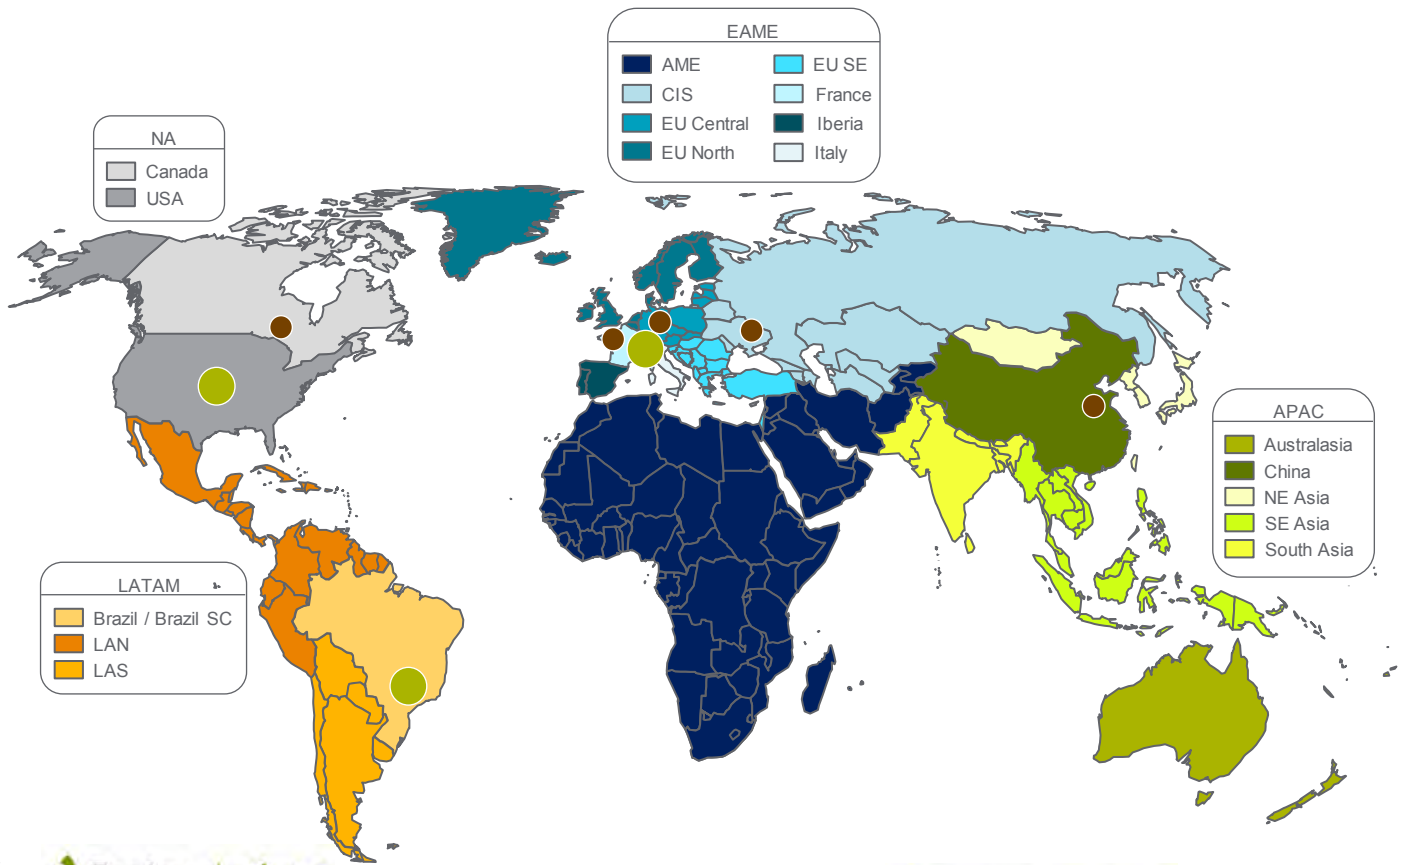 EAME
AME
EU SE
CIS
France
EU Central
Iberia
EU North
Italy
NA
Canada
USA
APAC
Australasia
China
NE Asia
SE Asia
South Asia
LATAM
Brazil / Brazil SC
LAN
LAS